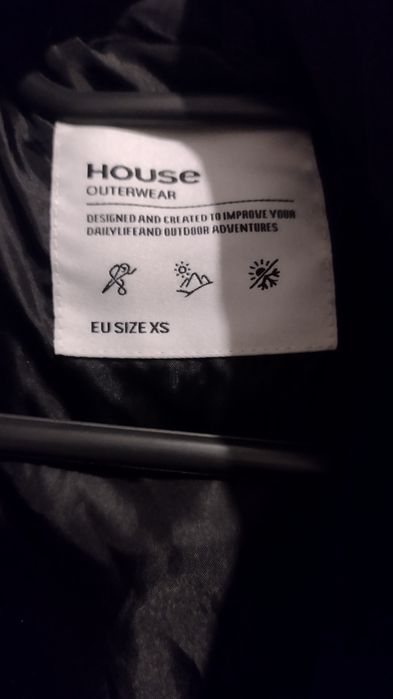 HOUSE
OUTERWEAR
DESIGNED AND CREATED TO IMPROVE YOUR
DAILYLIFEAND OUTDOOR ADVENTURES
EU SIZE XS